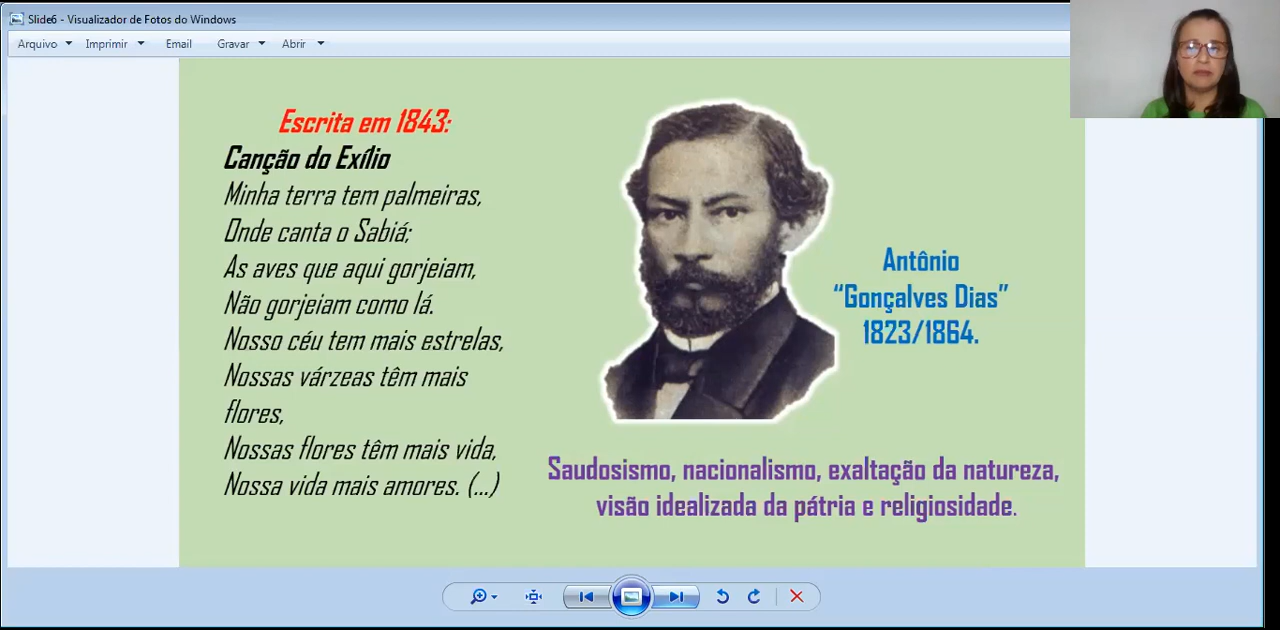 Slide6 - Visualizador de Fotos do Windows
Arquivo Imprimir Email Gravar Abrir
Escrita em 1843:
Canção do Exílio
Minha terra tem palmeiras,
Onde canta o Sabiá;
As aves que aqui gorjeiam,
Não gorjeiam como lá.
Nosso céu tem mais estrelas,
Nossas várzeas têm mais
flores,
Nossas flores têm mais vida,
Nossa vida mais amores. (...)
Antônio
“Gonçalves Dias”
1823/1864.
Saudosismo, nacionalismo, exaltação da natureza,
visão idealizada da pátria e religiosidade.